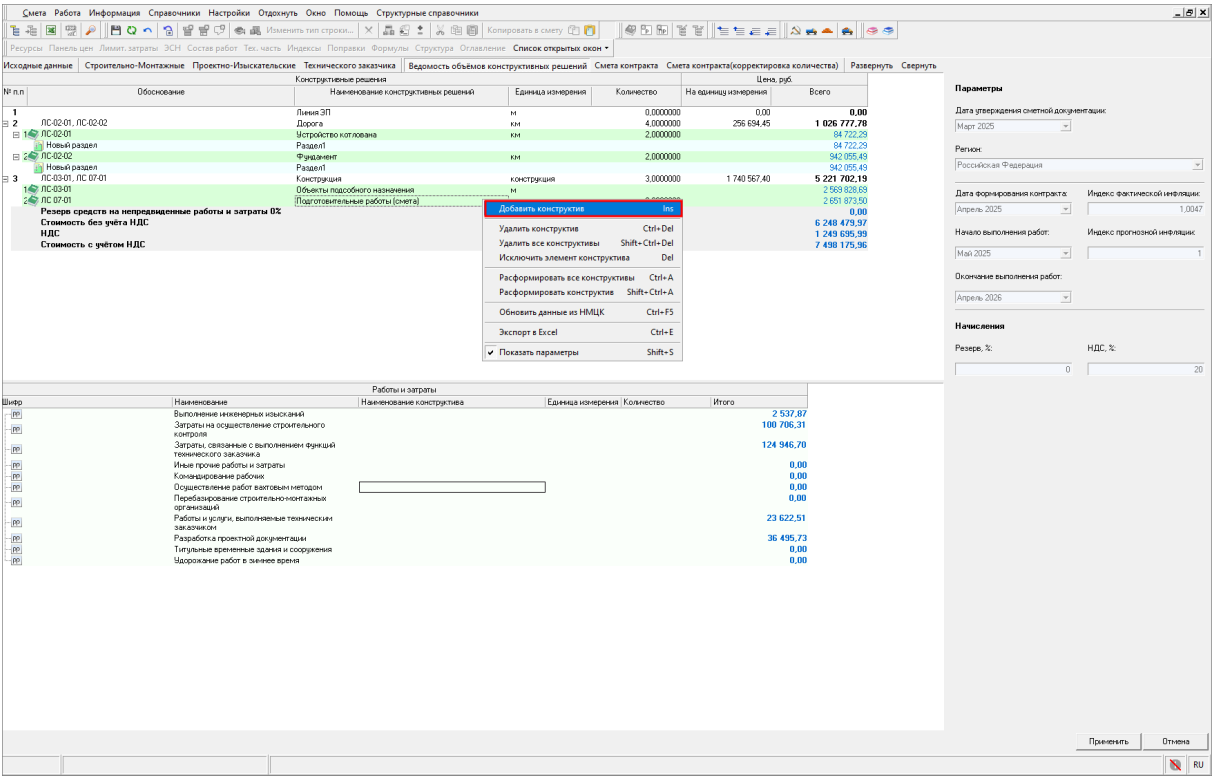 Смета Работа Информация Справочники Настройки Отдохнуть Окно Помощь Структурные справочники
Изменить тип строки... Копировать в смету
Ресурсы Панель цен Лимит. затраты ЗСН Состав работ Тех. часть Индексы Поправки Формулы Структура Оглавление Список открытых окон
Исходные данные Строительно-Монтажные Проектно-Изыскательские Технического заказчика Ведомость объёмов конструктивных решений Смета контракта Смета контракта(корректировка количества) Развернуть Свернуть
Конструктивные решения Цена, руб.
№ п.п Обоснование Наименование конструктивных решений Единица измерения Количество На единицу измерения Всего
1 Линия ЭП м 0,0000000 0,00 0,00
2 ЛС-02-01, ЛС-02-02 Дорога км 4,0000000 256 694,45 1 026 777,78
1 ЛС-02-01 Устройство котлована км 2,0000000 84 722,29
Новый раздел Раздел1 84 722,29
2 ЛС-02-02 Фундамент км 2,0000000 942 055,49
Новый раздел Раздел1 942 055,49
3 ЛС-03-01, ЛС 07-01 Конструкция конструкция 3,0000000 1 740 567,40 5 221 702,19
1 ЛС-03-01 Объекты подсобного назначения м 2 569 828,69
2 ЛС 07-01 Подготовительные работы (смета) 2 651 873,50
Резерв средств на непредвиденные работы и затраты 0% 0,00
Стоимость без учёта НДС 6 248 479,97
НДС 1 249 695,99
Стоимость с учётом НДС 7 498 175,96
Добавить конструктив Ins
Удалить конструктив Ctrl+Del
Удалить все конструктивы Shift+Ctrl+Del
Исключить элемент конструктива Del
Расформировать все конструктивы Ctrl+A
Расформировать конструктив Shift+Ctrl+A
Обновить данные из НМЦК Ctrl+F5
Экспорт в Excel Ctrl+E
Показать параметры Shift+S
Параметры
Дата утверждения сметной документации:
Март 2025
Регион:
Российская Федерация
Дата формирования контракта: Индекс фактической инфляции:
Апрель 2025 1,0047
Начало выполнения работ: Индекс прогнозной инфляции:
Май 2025 1
Окончание выполнения работ:
Апрель 2026
Начисления
Резерв, %: НДС, %:
0 20
Работы и затраты
Шифр Наименование Наименование конструктива Единица измерения Количество Итого
РР Выполнение инженерных изысканий 2 537,87
РР Затраты на осуществление строительного 100 706,31
контроля
РР Затраты, связанные с выполнением функций 124 946,70
технического заказчика
РР Иные прочие работы и затраты 0,00
РР Командирование рабочих 0,00
РР Осуществление работ вахтовым методом 0,00
РР Перебазирование строительно-монтажных 0,00
организаций
РР Работы и услуги, выполняемые техническим 23 622,51
заказчиком
РР Разработка проектной документации 36 495,73
РР Титульные временные здания и сооружения 0,00
РР Удорожание работ в зимнее время 0,00
Применить Отмена
RU